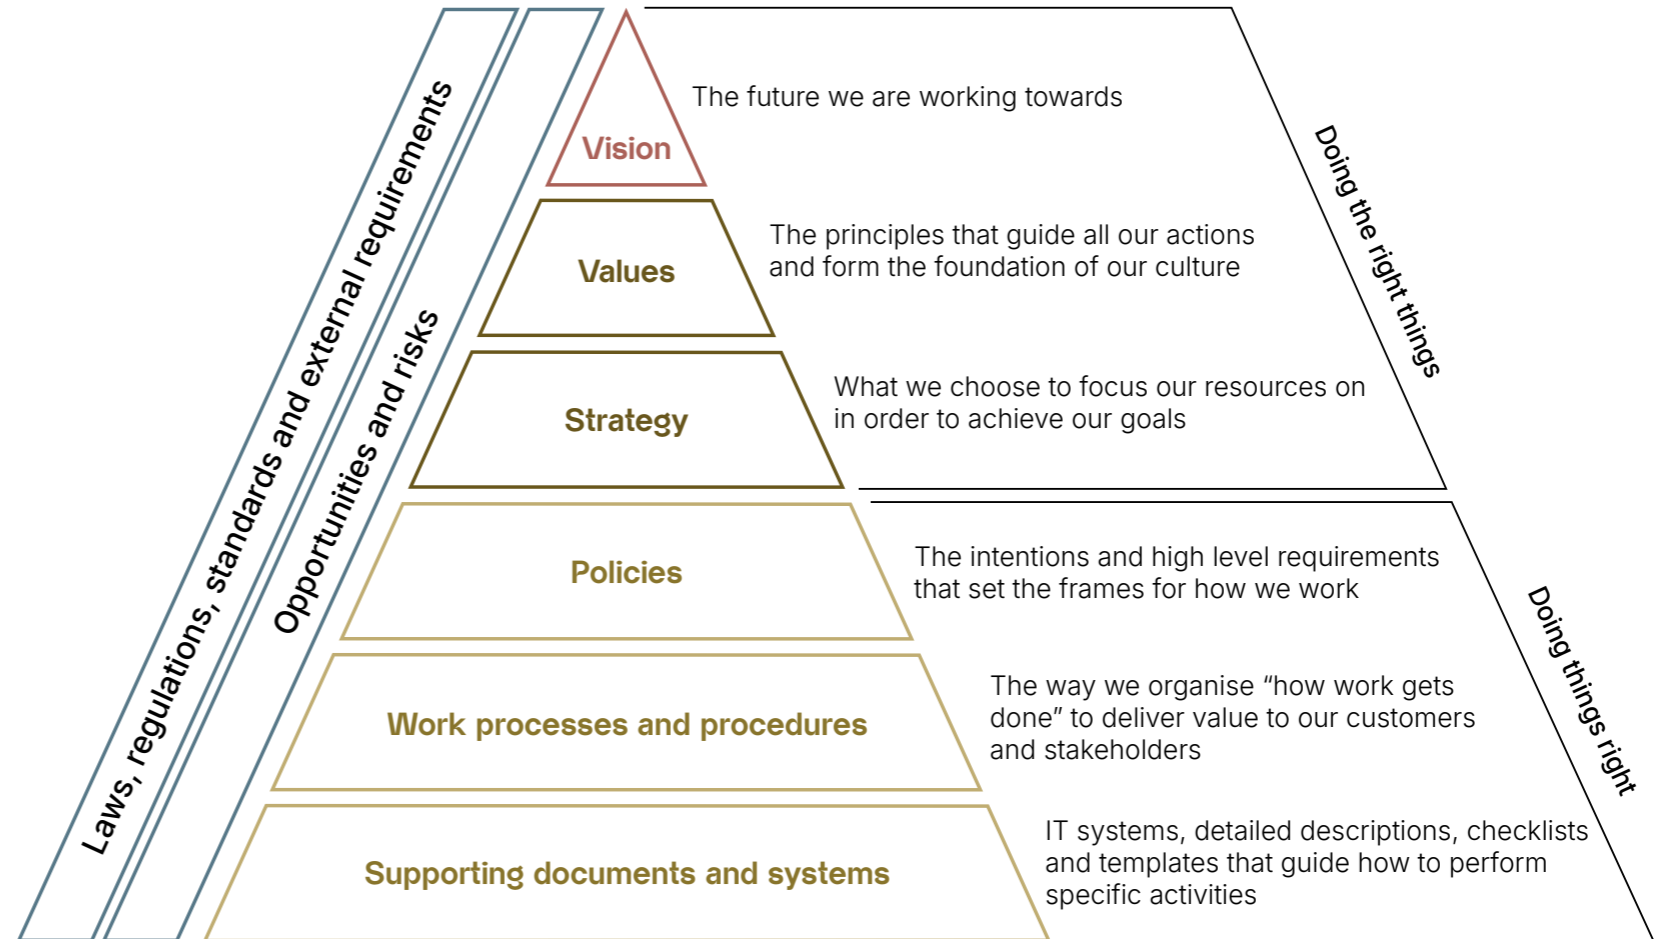 Laws, regulations, standards and external requirements
Opportunities and risks
Vision
The future we are working towards
Values
The principles that guide all our actions
and form the foundation of our culture
Strategy
What we choose to focus our resources on
in order to achieve our goals
Doing the right things
Policies
The intentions and high level requirements
that set the frames for how we work
Work processes and procedures
The way we organise “how work gets
done” to deliver value to our customers
and stakeholders
Supporting documents and systems
IT systems, detailed descriptions, checklists
and templates that guide how to perform
specific activities
Doing things right